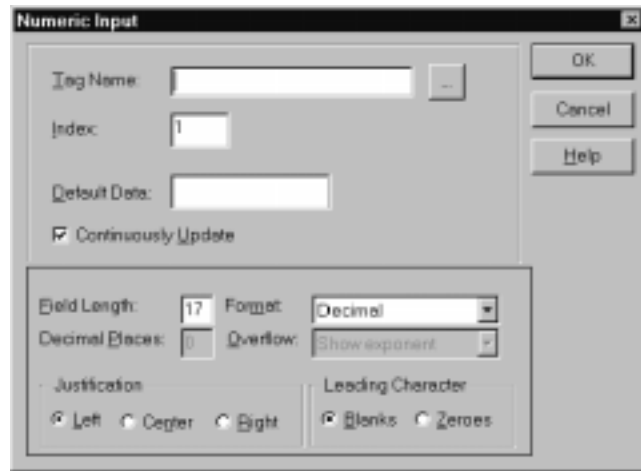 Numeric Input
Tag Name:
...
OK
Index:
1
Cancel
Help
Default Data:
Continuously Update
Field Length: 17 Format: Decimal
Decimal Places: 0 Overflow: Show exponent
Justification
Left Center Right
Leading Character
Blanks Zeroes